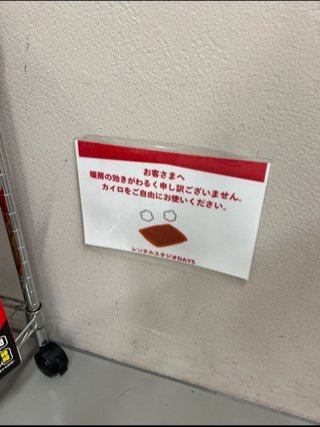 お客さまへ
暖房の効きがわるく申し訳ございません。
カイロをご自由にお使いください。
レンタルスタジオDAYS